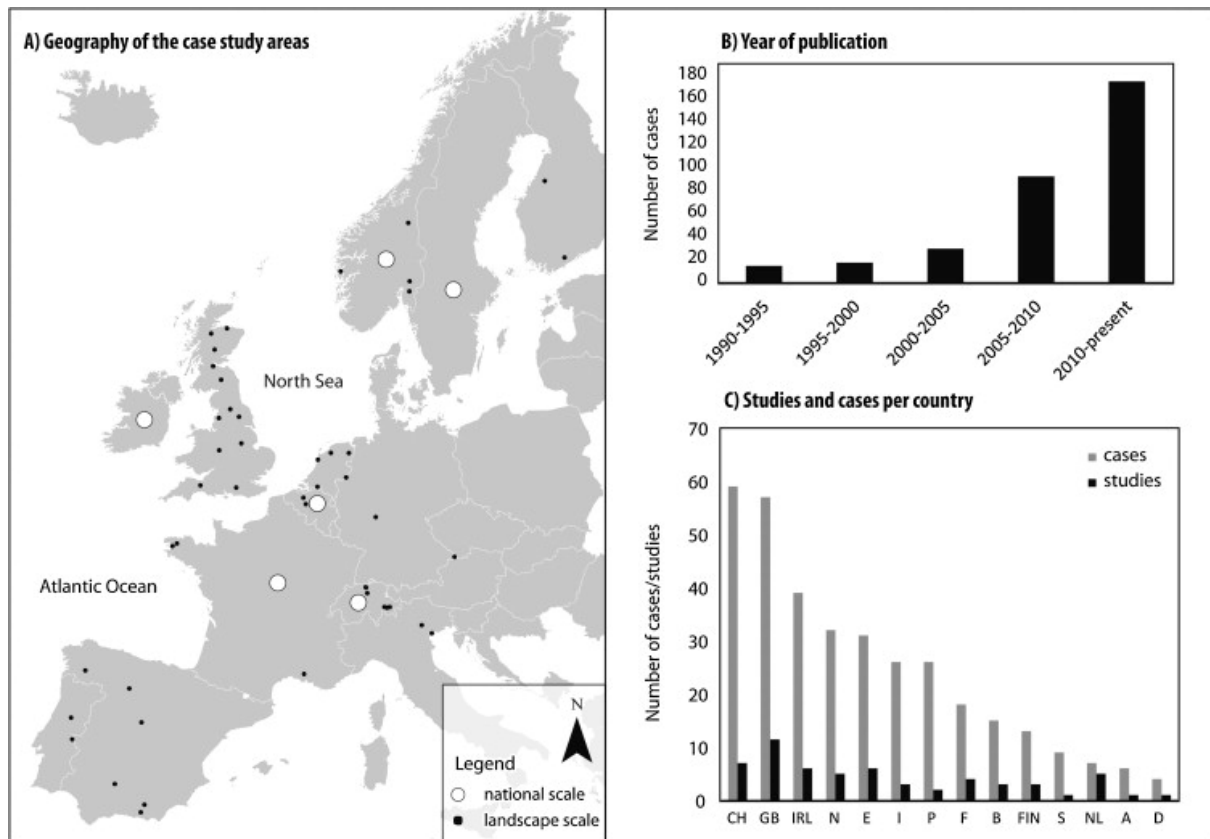 A) Geography of the case study areas
North Sea
Atlantic Ocean
N
Legend
national scale
landscape scale
B) Year of publication
Number of cases
180
160
140
120
100
80
60
40
20
0
1990-1995
1995-2000
2000-2005
2005-2010
2010-present
C) Studies and cases per country
Number of cases/studies
70
60
50
40
30
20
10
0
cases
studies
CH GB IRL N E I P F B FIN S NL A D